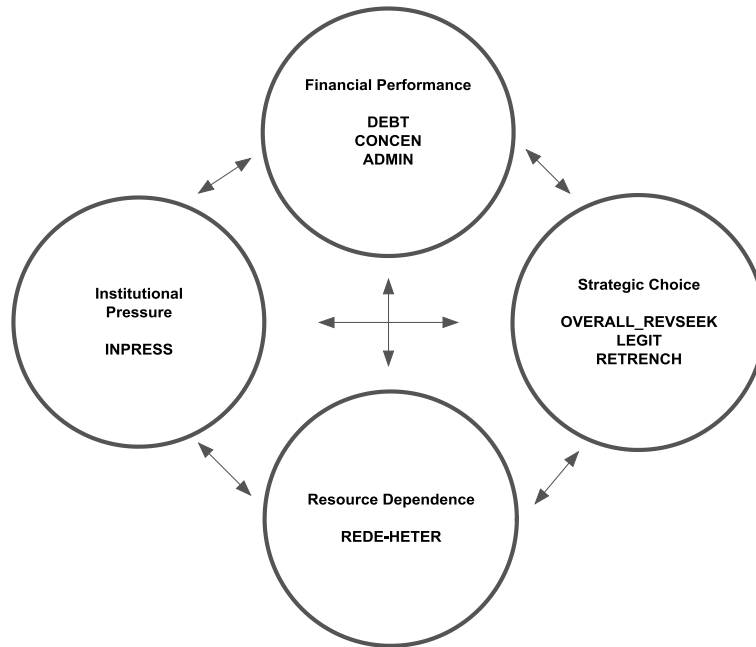 Financial Performance
DEBT
CONCEN
ADMIN
Institutional
Pressure
INPRESS
Strategic Choice
OVERALL_REVSEEK
LEGIT
RETRENCH
Resource Dependence
REDE-HETER